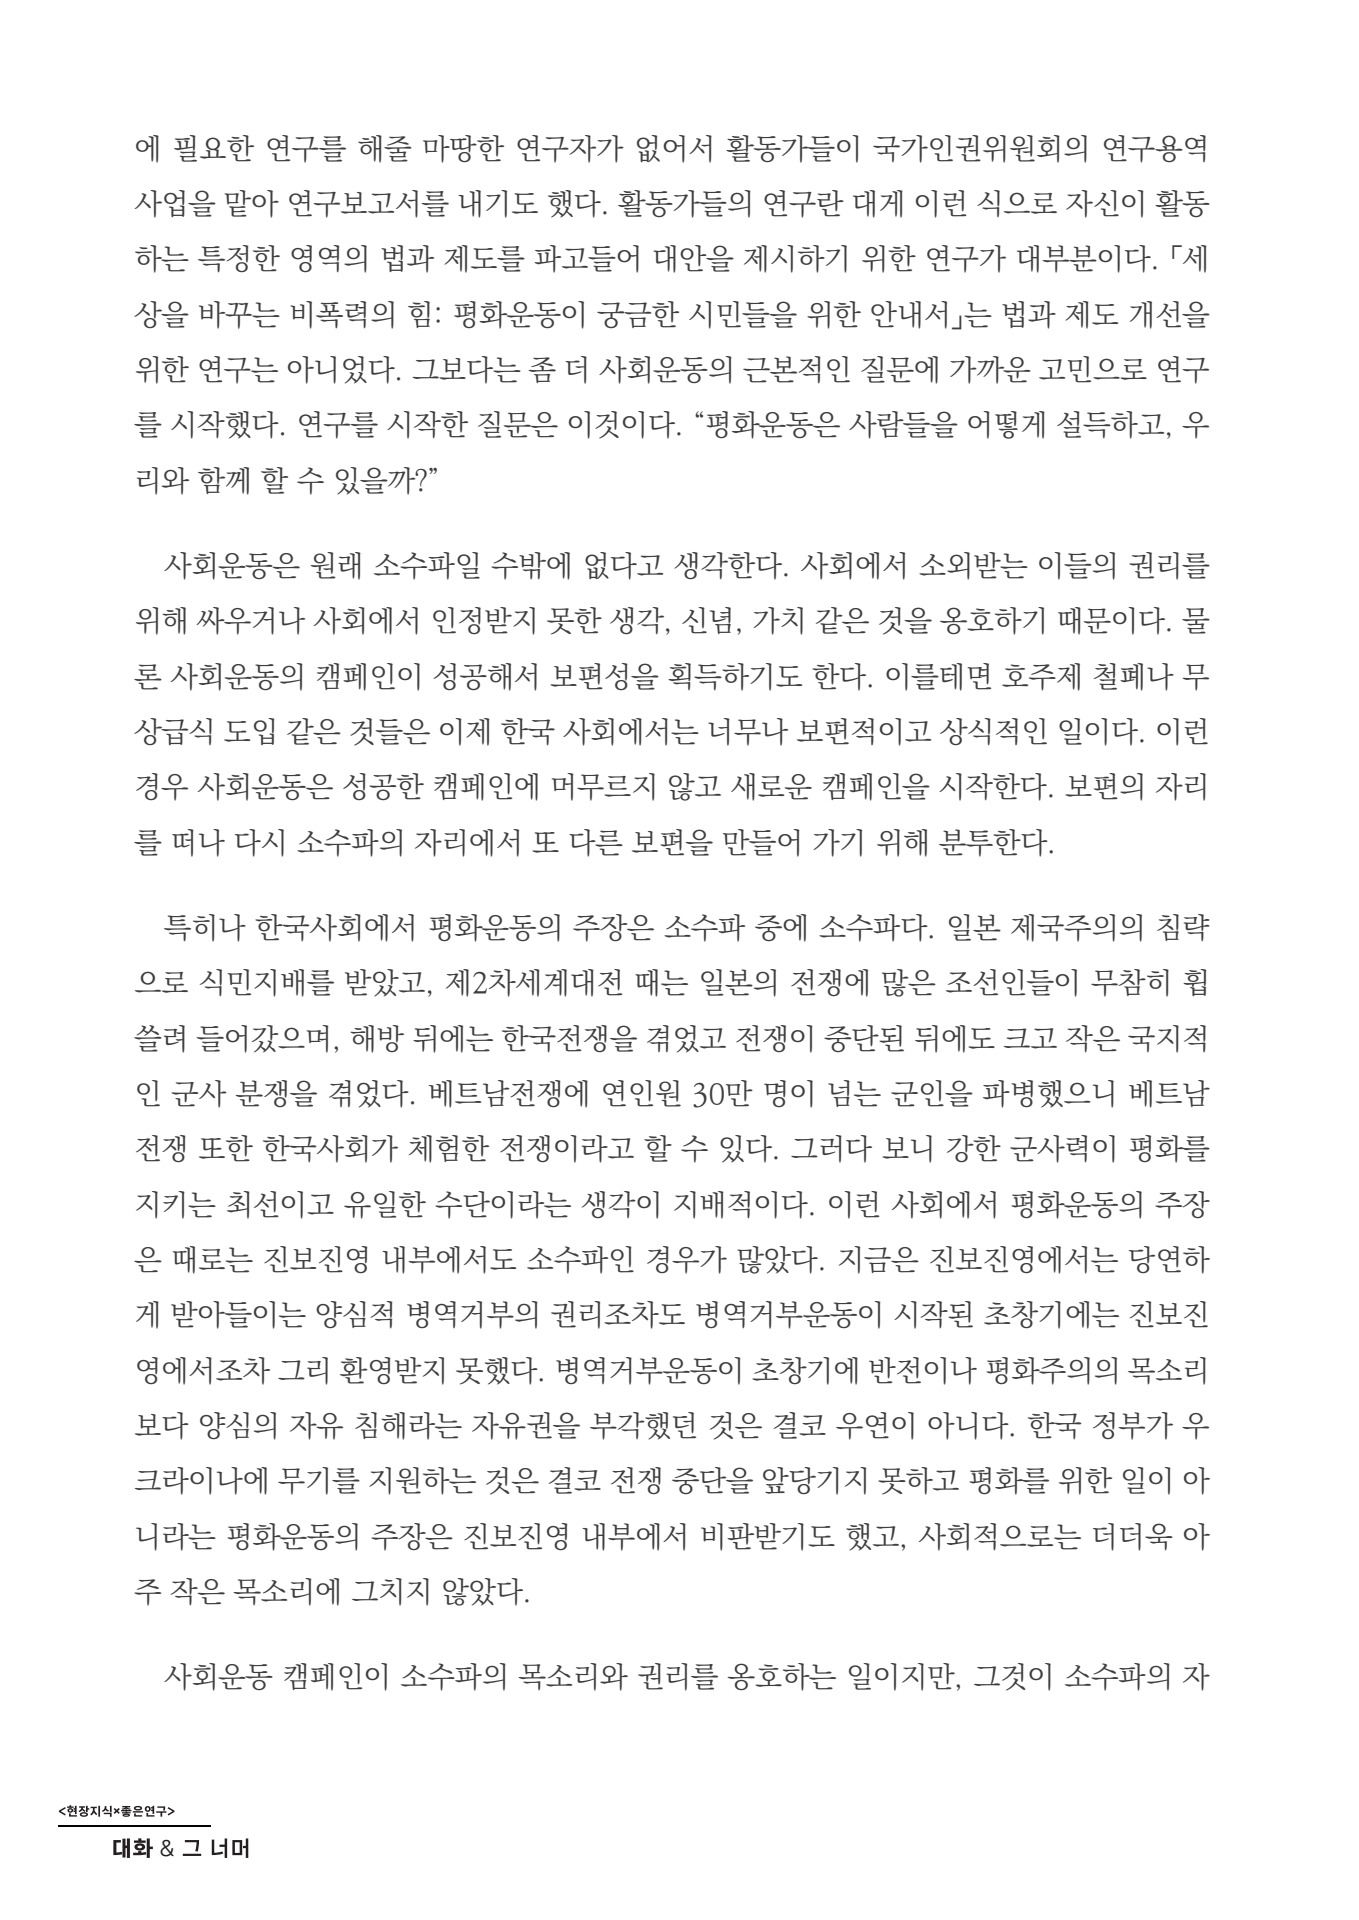 에 필요한 연구를 해줄 마땅한 연구자가 없어서 활동가들이 국가인권위원회의 연구용역
사업을 맡아 연구보고서를 내기도 했다. 활동가들의 연구란 대게 이런 식으로 자신이 활동
하는 특정한 영역의 법과 제도를 파고들어 대안을 제시하기 위한 연구가 대부분이다. 「세
상을 바꾸는 비폭력의 힘: 평화운동이 궁금한 시민들을 위한 안내서」는 법과 제도 개선을
위한 연구는 아니었다. 그보다는 좀 더 사회운동의 근본적인 질문에 가까운 고민으로 연구
를 시작했다. 연구를 시작한 질문은 이것이다. “평화운동은 사람들을 어떻게 설득하고, 우
리와 함께 할 수 있을까?”
사회운동은 원래 소수파일 수밖에 없다고 생각한다. 사회에서 소외받는 이들의 권리를
위해 싸우거나 사회에서 인정받지 못한 생각, 신념, 가치 같은 것을 옹호하기 때문이다. 물
론 사회운동의 캠페인이 성공해서 보편성을 획득하기도 한다. 이를테면 호주제 철폐나 무
상급식 도입 같은 것들은 이제 한국 사회에서는 너무나 보편적이고 상식적인 일이다. 이런
경우 사회운동은 성공한 캠페인에 머무르지 않고 새로운 캠페인을 시작한다. 보편의 자리
를 떠나 다시 소수파의 자리에서 또 다른 보편을 만들어 가기 위해 분투한다.
특히나 한국사회에서 평화운동의 주장은 소수파 중에 소수파다. 일본 제국주의의 침략
으로 식민지배를 받았고, 제2차세계대전 때는 일본의 전쟁에 많은 조선인들이 무참히 휩
쓸려 들어갔으며, 해방 뒤에는 한국전쟁을 겪었고 전쟁이 중단된 뒤에도 크고 작은 국지적
인 군사 분쟁을 겪었다. 베트남전쟁에 연인원 30만 명이 넘는 군인을 파병했으니 베트남
전쟁 또한 한국사회가 체험한 전쟁이라고 할 수 있다. 그러다 보니 강한 군사력이 평화를
지키는 최선이고 유일한 수단이라는 생각이 지배적이다. 이런 사회에서 평화운동의 주장
은 때로는 진보진영 내부에서도 소수파인 경우가 많았다. 지금은 진보진영에서는 당연하
게 받아들이는 양심적 병역거부의 권리조차도 병역거부운동이 시작된 초창기에는 진보진
영에서조차 그리 환영받지 못했다. 병역거부운동이 초창기에 반전이나 평화주의의 목소리
보다 양심의 자유 침해라는 자유권을 부각했던 것은 결코 우연이 아니다. 한국 정부가 우
크라이나에 무기를 지원하는 것은 결코 전쟁 중단을 앞당기지 못하고 평화를 위한 일이 아
니라는 평화운동의 주장은 진보진영 내부에서 비판받기도 했고, 사회적으로는 더더욱 아
주 작은 목소리에 그치지 않았다.
사회운동 캠페인이 소수파의 목소리와 권리를 옹호하는 일이지만, 그것이 소수파의 자
<현장지식×좋은연구>
대화 & 그 너머